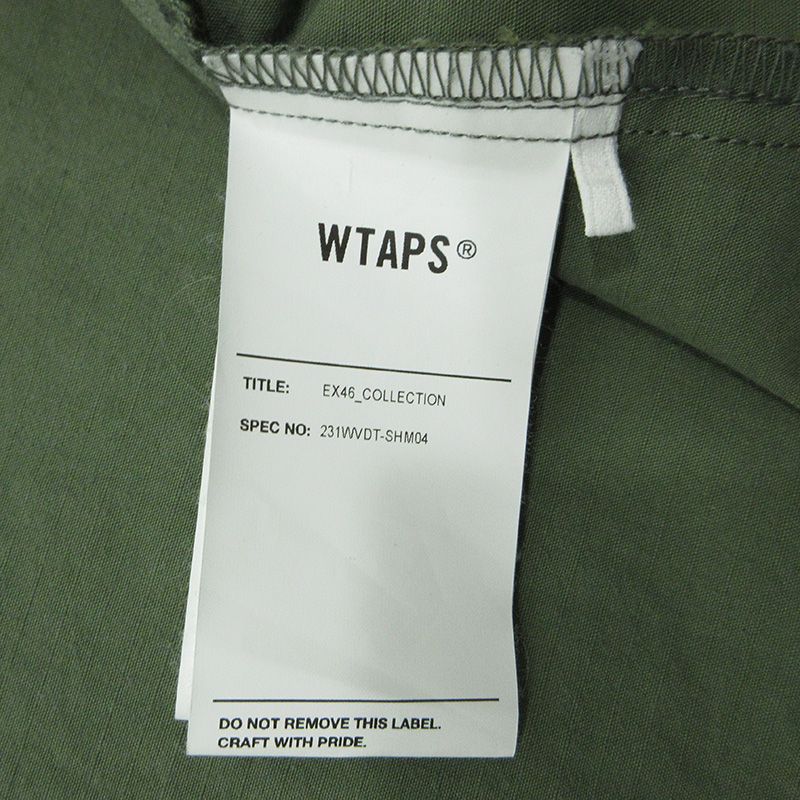 WTAPS®
TITLE: EX46_COLLECTION
SPEC NO: 231WVDT-SHM04
DO NOT REMOVE THIS LABEL.
CRAFT WITH PRIDE.